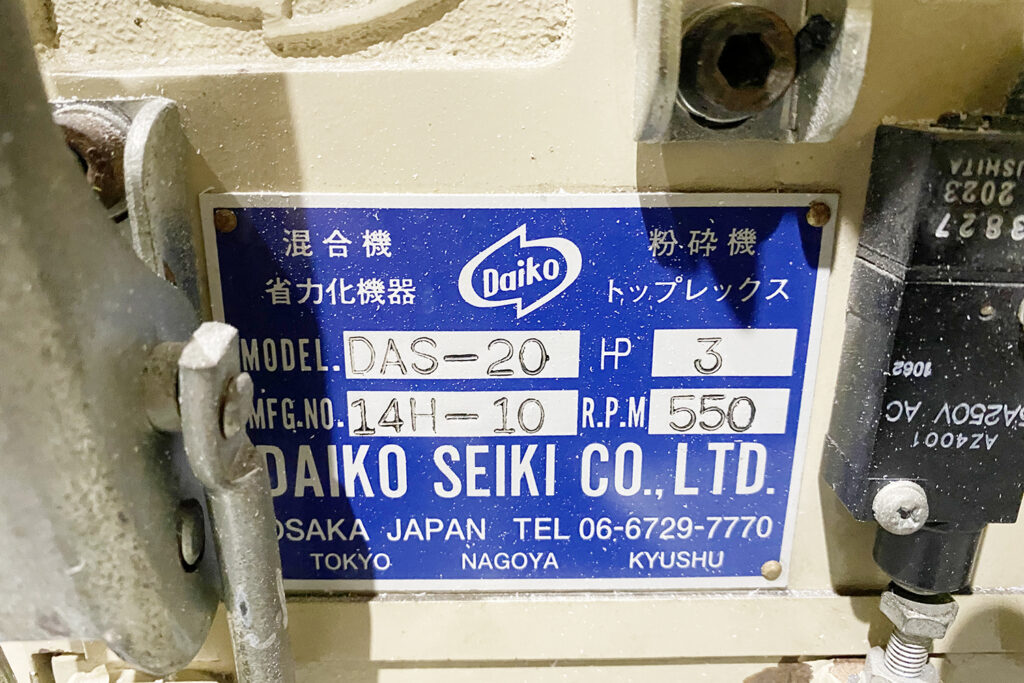 混合機 Daiko 粉砕機
省力化機器 トップレックス
MODEL. DAS-20 HP 3
MFG.NO. 14H-10 R.P.M 550
DAIKO SEIKI CO., LTD.
OSAKA JAPAN TEL 06-6729-7770
TOKYO NAGOYA KYUSHU
2023
3827
1062
AZ4001